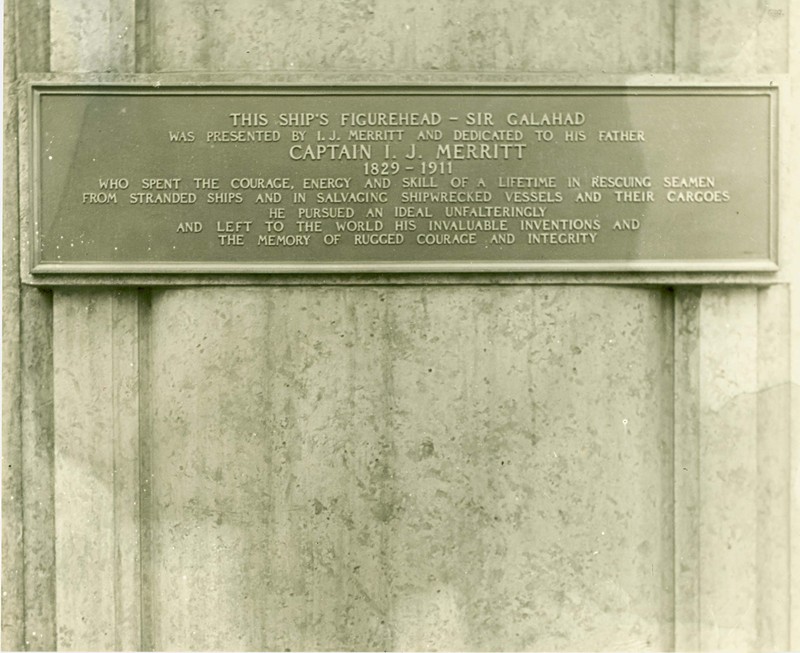 THIS SHIP'S FIGUREHEAD – SIR GALAHAD
WAS PRESENTED BY I. J. MERRITT AND DEDICATED TO HIS FATHER
CAPTAIN I. J. MERRITT
1829 – 1911
WHO SPENT THE COURAGE, ENERGY AND SKILL OF A LIFETIME IN RESCUING SEAMEN
FROM STRANDED SHIPS AND IN SALVAGING SHIPWRECKED VESSELS AND THEIR CARGOES
HE PURSUED AN IDEAL UNFALTERINGLY
AND LEFT TO THE WORLD HIS INVALUABLE INVENTIONS AND
THE MEMORY OF RUGGED COURAGE AND INTEGRITY